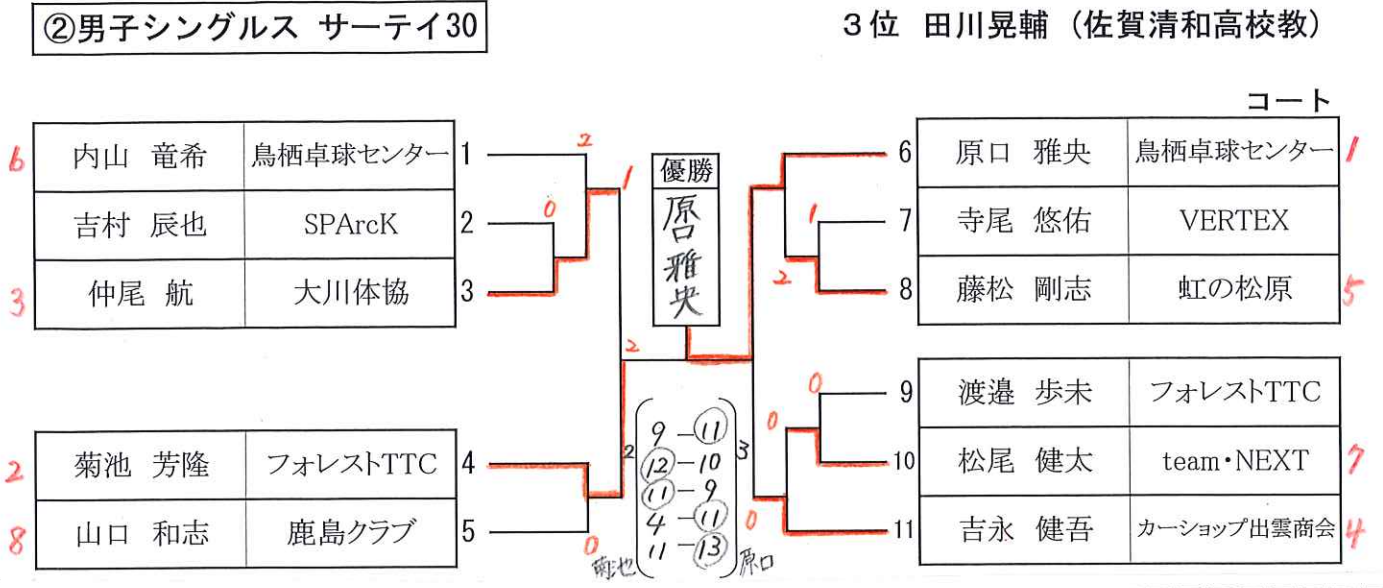 ②男子シングルス サーテイ30
3位 田川晃輔（佐賀清和高校教）
コート
6 内山 竜希 鳥栖卓球センター 1
吉村 辰也 SPArcK 2
3 仲尾 航 大川体協 3
2 菊池 芳隆 フォレストTTC 4
8 山口 和志 鹿島クラブ 5
2
0
1
2
0
優勝
原口雅央
2 3
9－11
12－10
11－9
4－11
11－13
菊池 原口
1
2
0
0
0
6 原口 雅央 鳥栖卓球センター 1
7 寺尾 悠佑 VERTEX
8 藤松 剛志 虹の松原 5
9 渡邉 歩未 フォレストTTC
10 松尾 健太 team・NEXT 7
11 吉永 健吾 カーショップ出雲商会 4